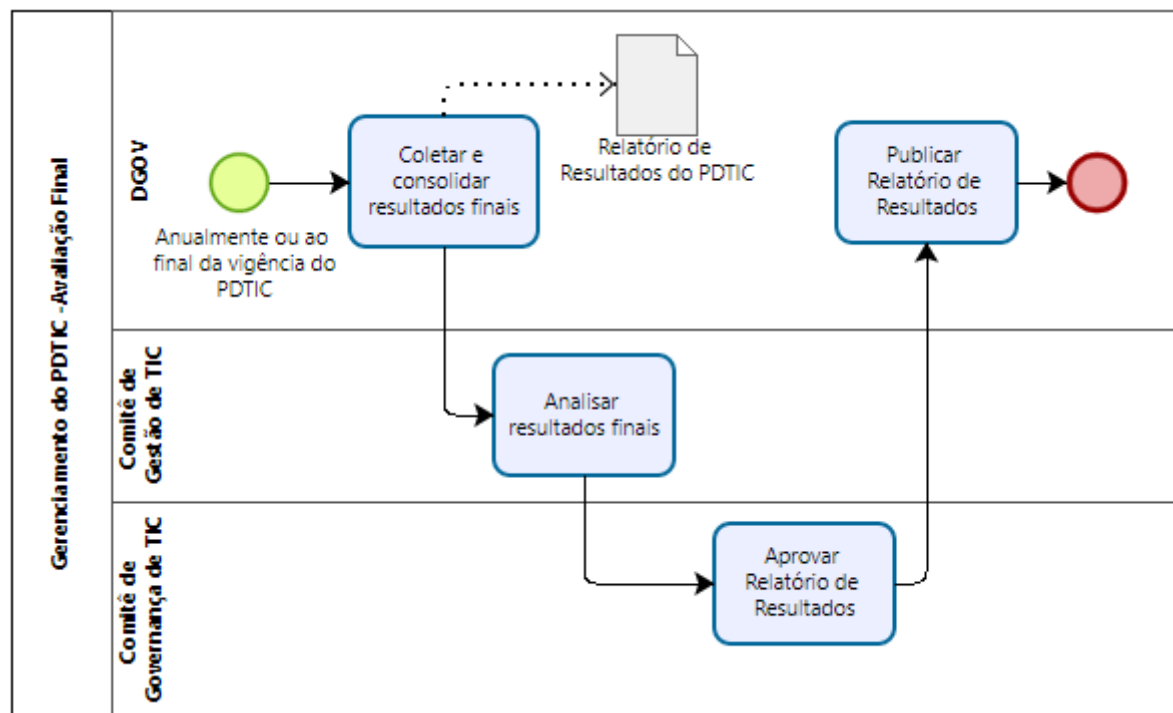 Gerenciamento do PDTIC -Avaliação Final
DGOV
Anualmente ou ao
final da vigência do
PDTIC
Coletar e
consolidar
resultados finais
Relatório de
Resultados do PDTIC
Publicar
Relatório de
Resultados
Comitê de
Gestão de TIC
Analisar
resultados finais
Comitê de
Governança de TIC
Aprovar
Relatório de
Resultados